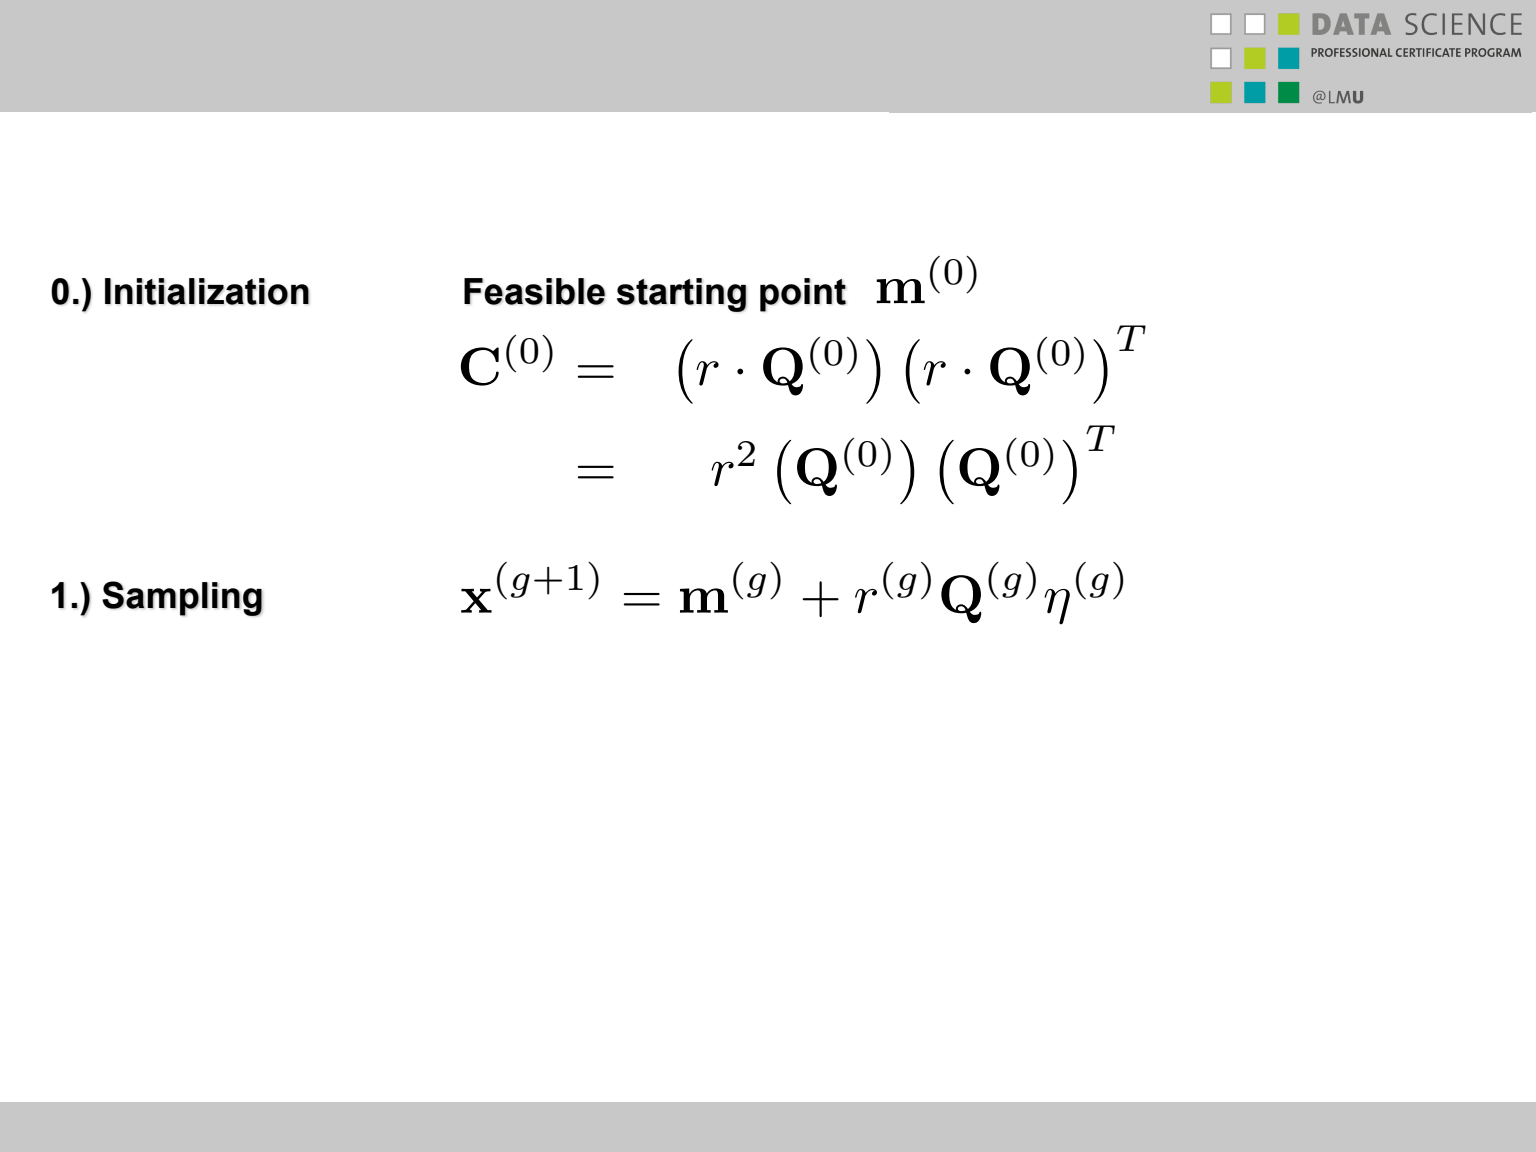 DATA SCIENCE
PROFESSIONAL CERTIFICATE PROGRAM
@LMU
0.) Initialization Feasible starting point m^(0)
C^(0) = (r · Q^(0)) (r · Q^(0))^T
= r^2 (Q^(0)) (Q^(0))^T
1.) Sampling x^(g+1) = m^(g) + r^(g) Q^(g) η^(g)